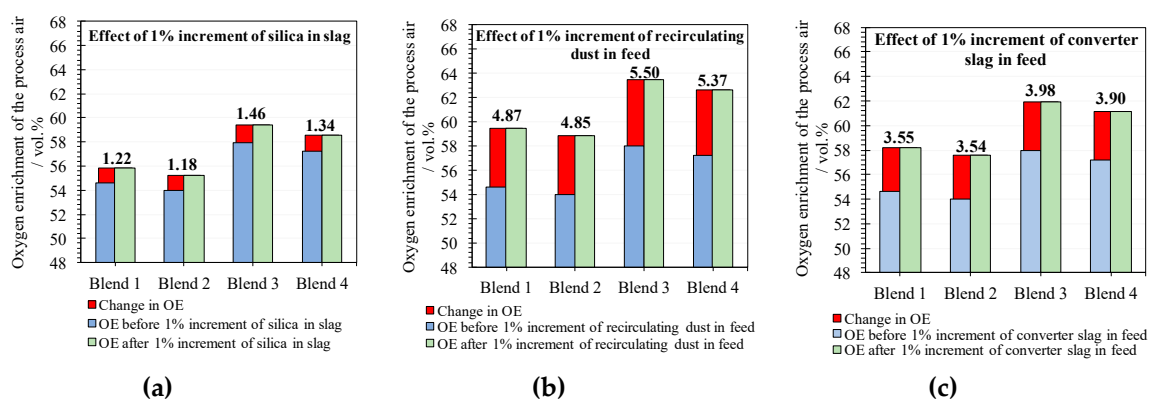 Effect of 1% increment of silica in slag
Oxygen enrichment of the process air
/ vol.%
68
66
64
62
60
58
56
54
52
50
48
1.22
1.18
1.46
1.34
Blend 1 Blend 2 Blend 3 Blend 4
Change in OE
OE before 1% increment of silica in slag
OE after 1% increment of silica in slag
(a)
Effect of 1% increment of recirculating
dust in feed
Oxygen enrichment of the process air
/ vol.%
68
66
64
62
60
58
56
54
52
50
48
4.87
4.85
5.50
5.37
Blend 1 Blend 2 Blend 3 Blend 4
Change in OE
OE before 1% increment of recirculating dust in feed
OE after 1% increment of recirculating dust in feed
(b)
Effect of 1% increment of converter
slag in feed
Oxygen enrichment of the process air
/ vol.%
68
66
64
62
60
58
56
54
52
50
48
3.55
3.54
3.98
3.90
Blend 1 Blend 2 Blend 3 Blend 4
Change in OE
OE before 1% increment of converter slag in feed
OE after 1% increment of converter slag in feed
(c)